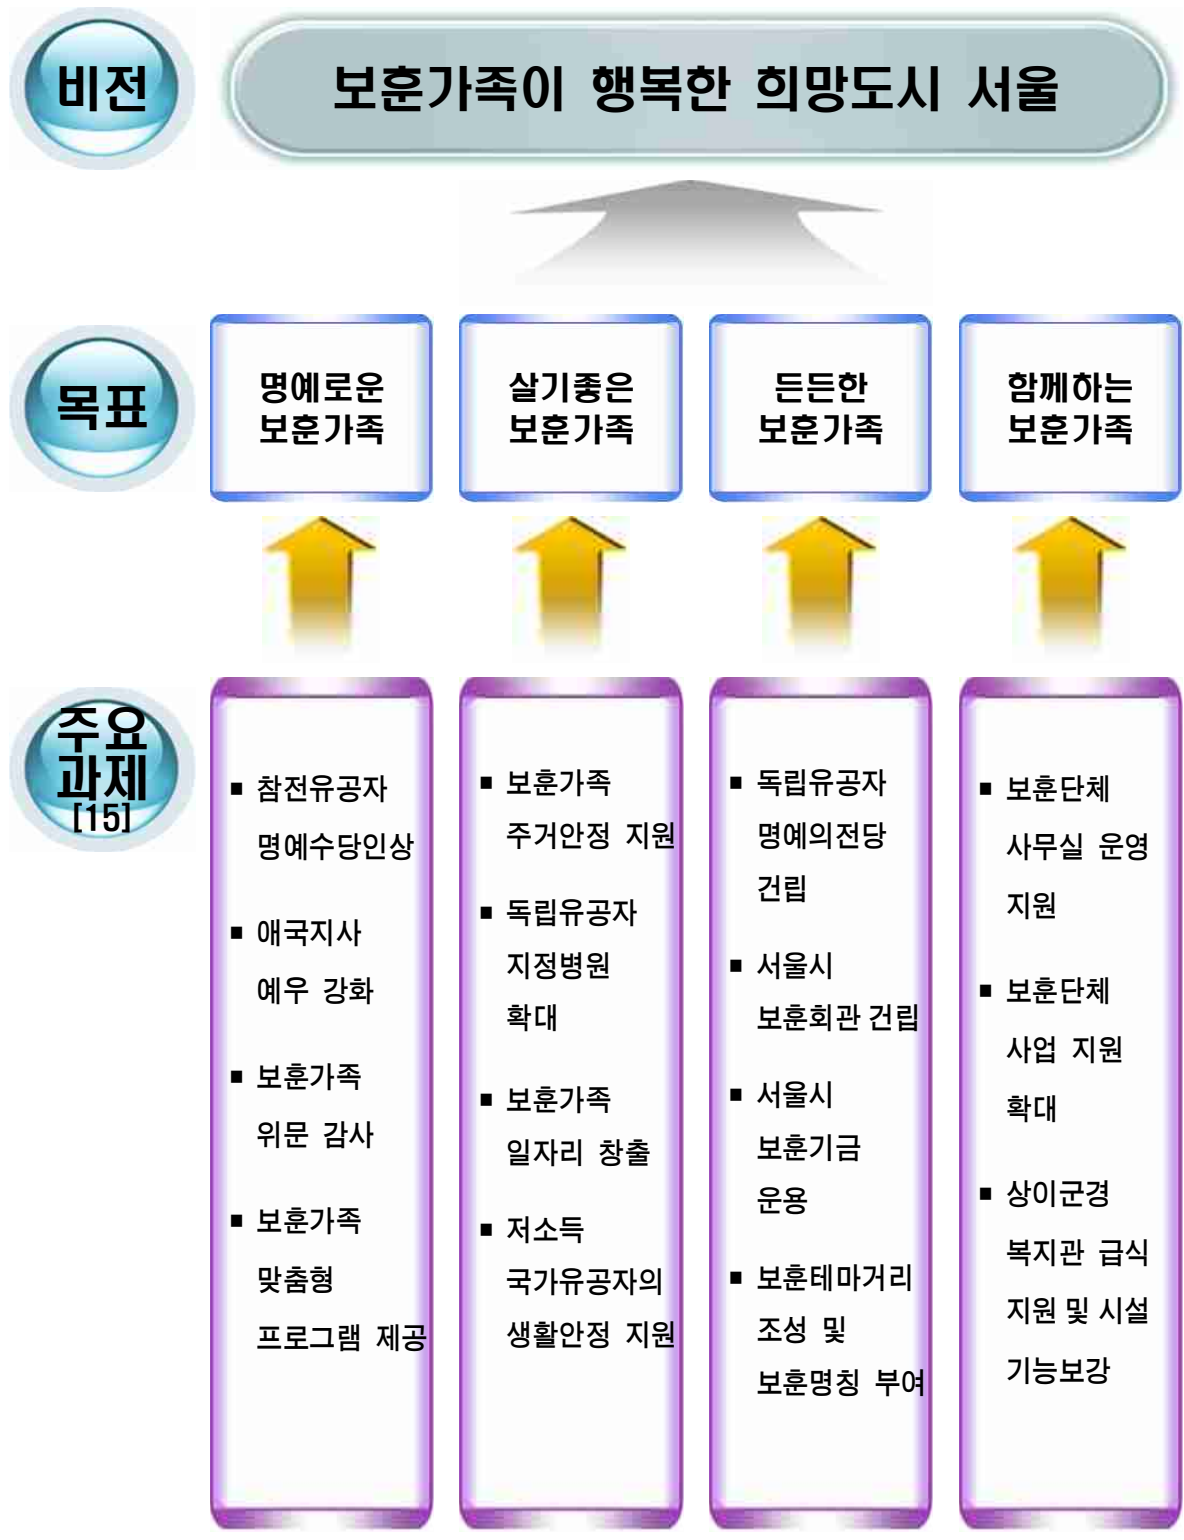 비전
보훈가족이 행복한 희망도시 서울
목표
명예로운
보훈가족
살기좋은
보훈가족
든든한
보훈가족
함께하는
보훈가족
주요
과제
[15]
▪ 참전유공자
명예수당인상
▪ 애국지사
예우 강화
▪ 보훈가족
위문 감사
▪ 보훈가족
맞춤형
프로그램 제공
▪ 보훈가족
주거안정 지원
▪ 독립유공자
지정병원
확대
▪ 보훈가족
일자리 창출
▪ 저소득
국가유공자의
생활안정 지원
▪ 독립유공자
명예의전당
건립
▪ 서울시
보훈회관 건립
▪ 서울시
보훈기금
운용
▪ 보훈테마거리
조성 및
보훈명칭 부여
▪ 보훈단체
사무실 운영
지원
▪ 보훈단체
사업 지원
확대
▪ 상이군경
복지관 급식
지원 및 시설
기능보강